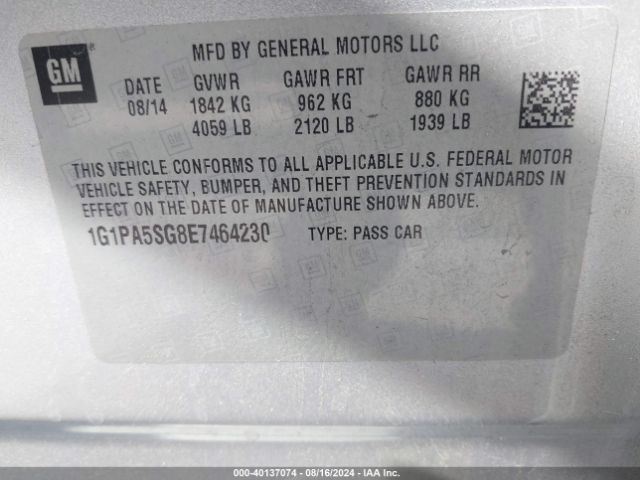 GM
MFD BY GENERAL MOTORS LLC
DATE GVWR GAWR FRT GAWR RR
08/14 1842 KG 962 KG 880 KG
4059 LB 2120 LB 1939 LB
THIS VEHICLE CONFORMS TO ALL APPLICABLE U.S. FEDERAL MOTOR
VEHICLE SAFETY, BUMPER, AND THEFT PREVENTION STANDARDS IN
EFFECT ON THE DATE OF MANUFACTURE SHOWN ABOVE.
1G1PA5SG8E7464230 TYPE: PASS CAR
000-40137074 - 08/16/2024 - IAA Inc.